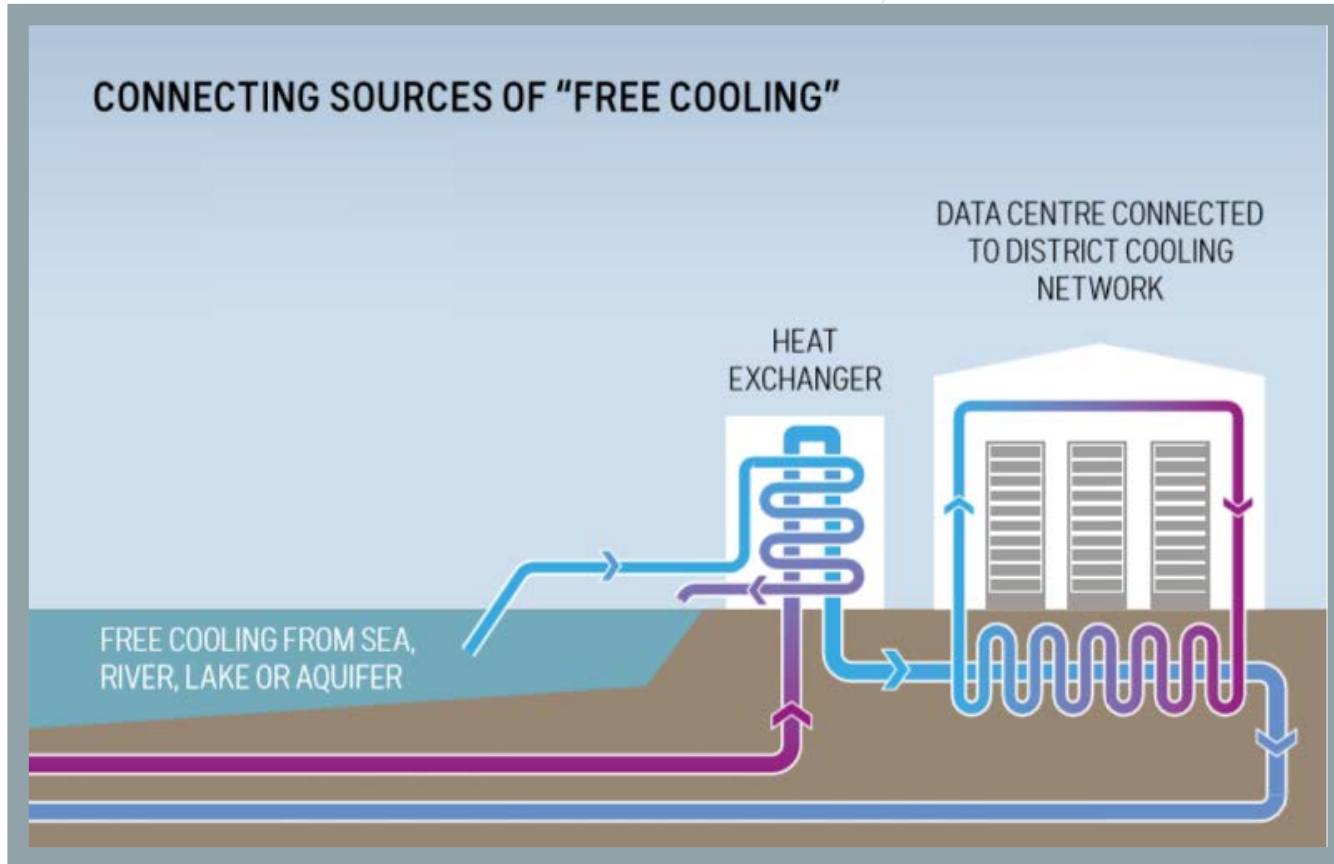 CONNECTING SOURCES OF "FREE COOLING"
DATA CENTRE CONNECTED
TO DISTRICT COOLING
NETWORK
HEAT
EXCHANGER
FREE COOLING FROM SEA,
RIVER, LAKE OR AQUIFER